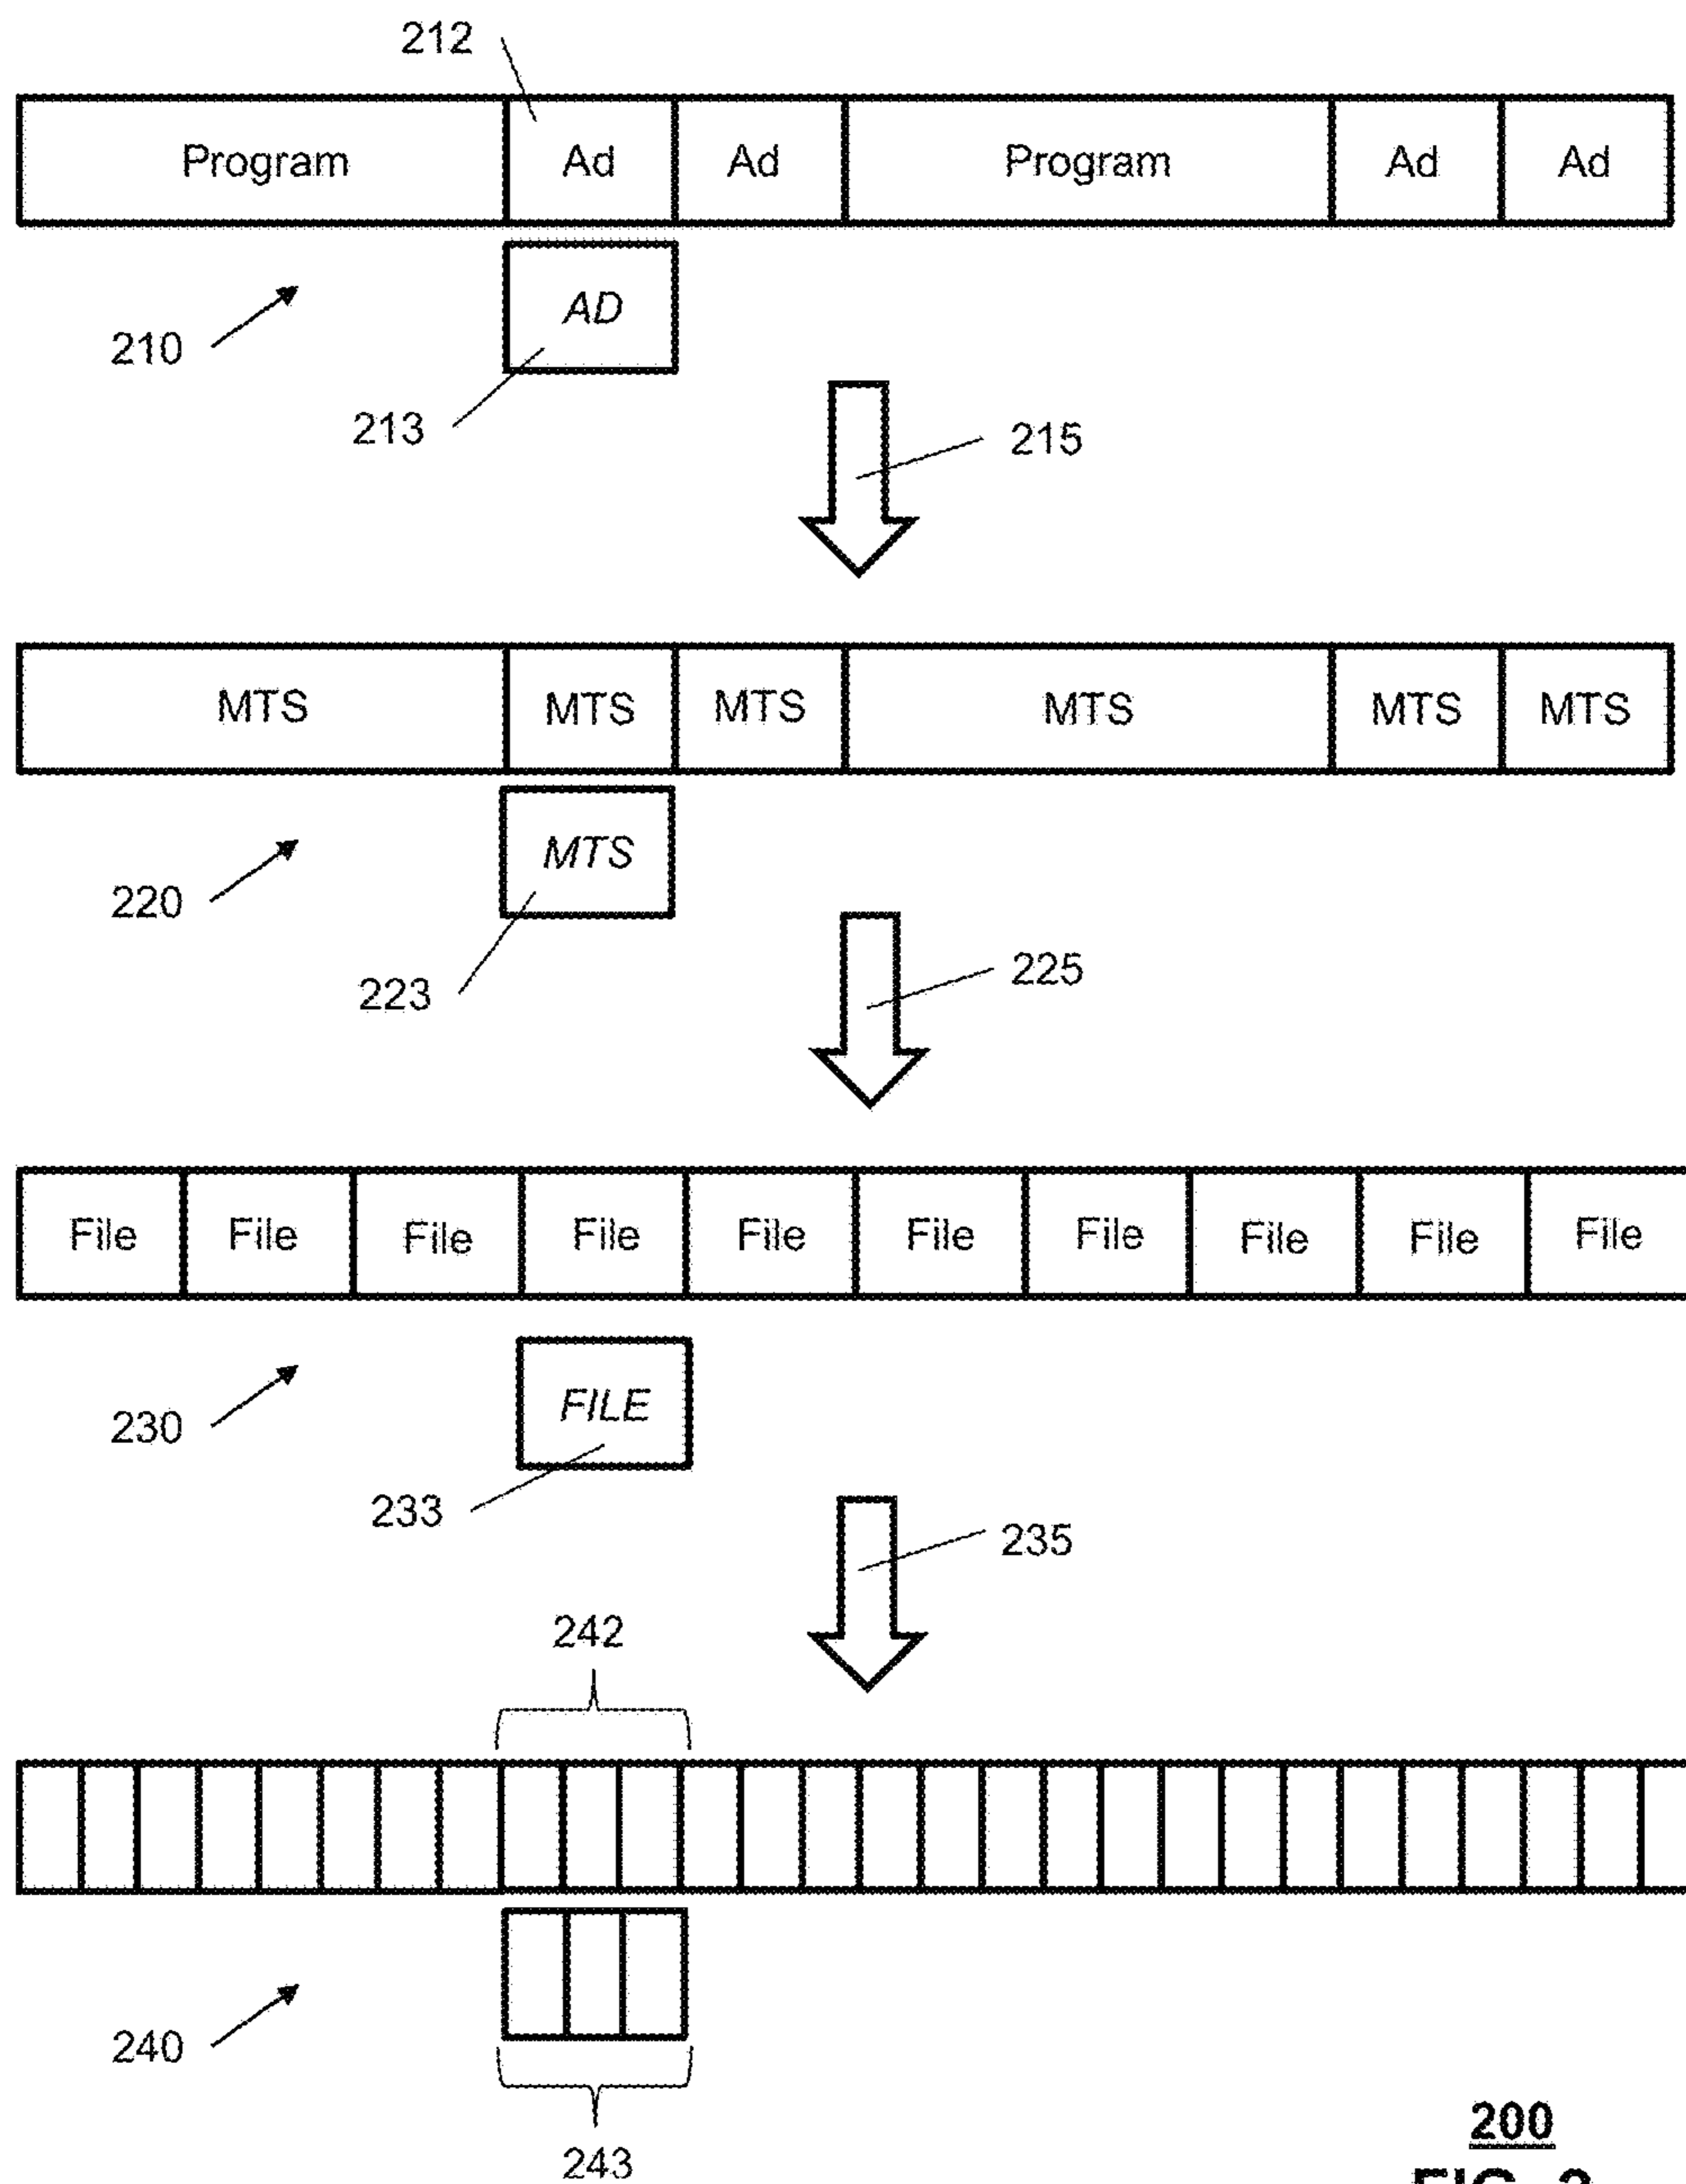 212
Program Ad Ad Program Ad Ad
AD
210
213
215
MTS MTS MTS MTS MTS MTS
MTS
220
223
225
File File File File File File File File File File
FILE
230
233
235
242
240
243
200